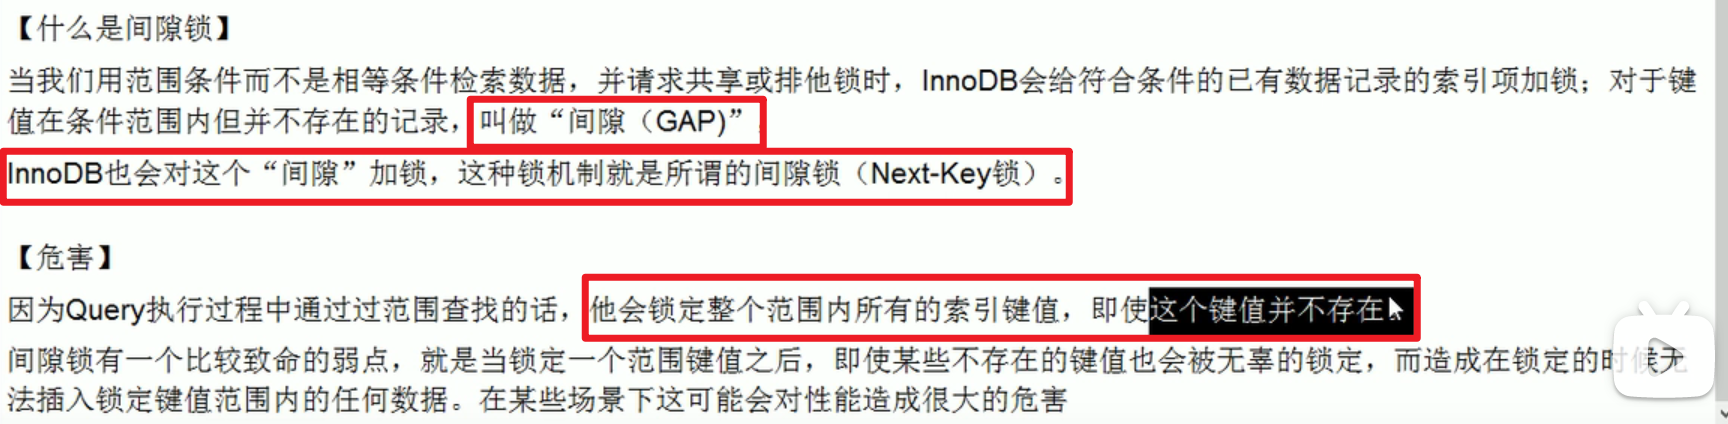 【什么是间隙锁】
当我们用范围条件而不是相等条件检索数据，并请求共享或排他锁时，InnoDB会给符合条件的已有数据记录的索引项加锁；对于键
值在条件范围内但并不存在的记录，叫做“间隙（GAP)”，
InnoDB也会对这个“间隙”加锁，这种锁机制就是所谓的间隙锁（Next-Key锁）。
【危害】
因为Query执行过程中通过过范围查找的话，他会锁定整个范围内所有的索引键值，即使这个键值并不存在。
间隙锁有一个比较致命的弱点，就是当锁定一个范围键值之后，即使某些不存在的键值也会被无辜的锁定，而造成在锁定的时候无
法插入锁定键值范围内的任何数据。在某些场景下这可能会对性能造成很大的危害